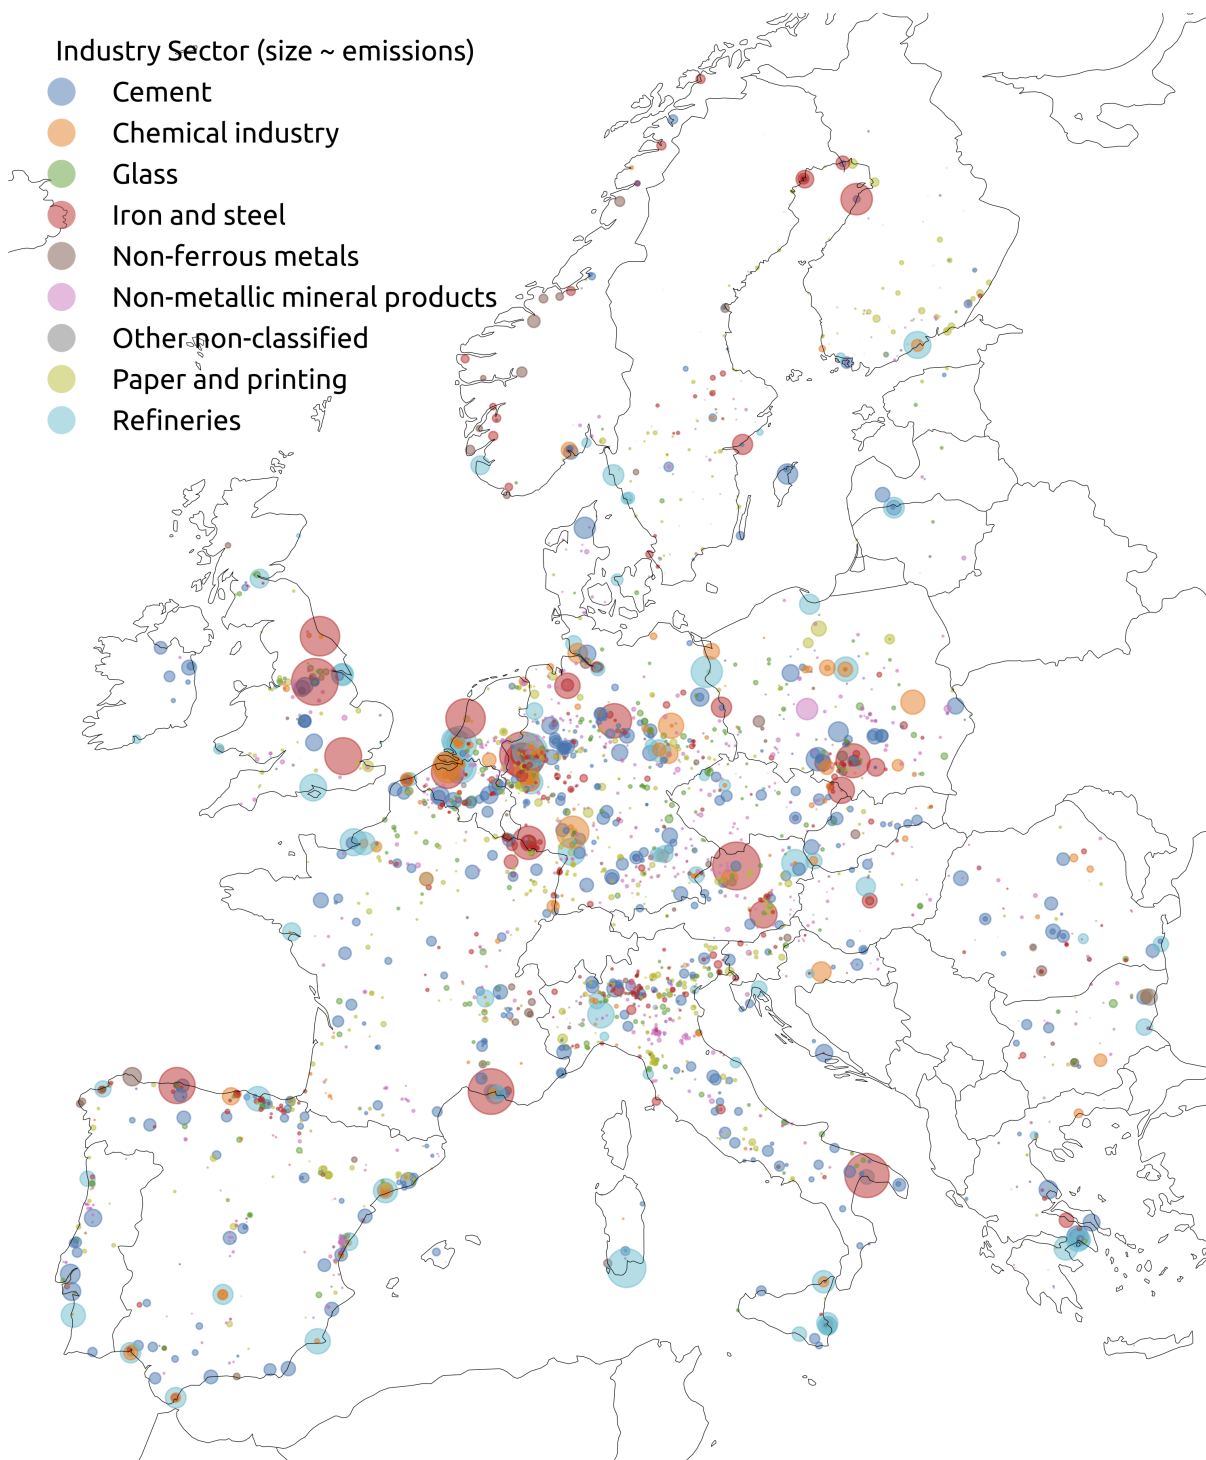 Industry Sector (size ~ emissions)
Cement
Chemical industry
Glass
Iron and steel
Non-ferrous metals
Non-metallic mineral products
Other non-classified
Paper and printing
Refineries